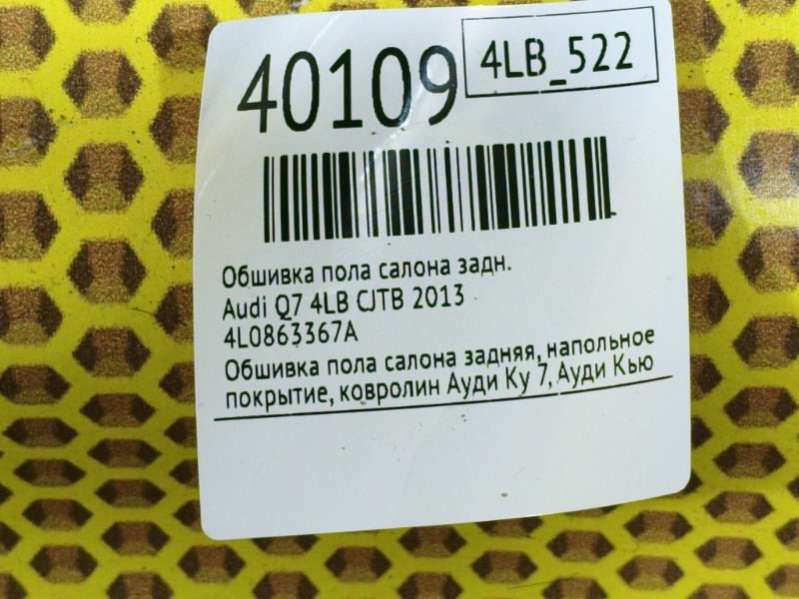 40109
4LB_522
Обшивка пола салона задн.
Audi Q7 4LB CJTB 2013
4L0863367A
Обшивка пола салона задняя, напольное
покрытие, ковролин Ауди Ку 7, Ауди Кью